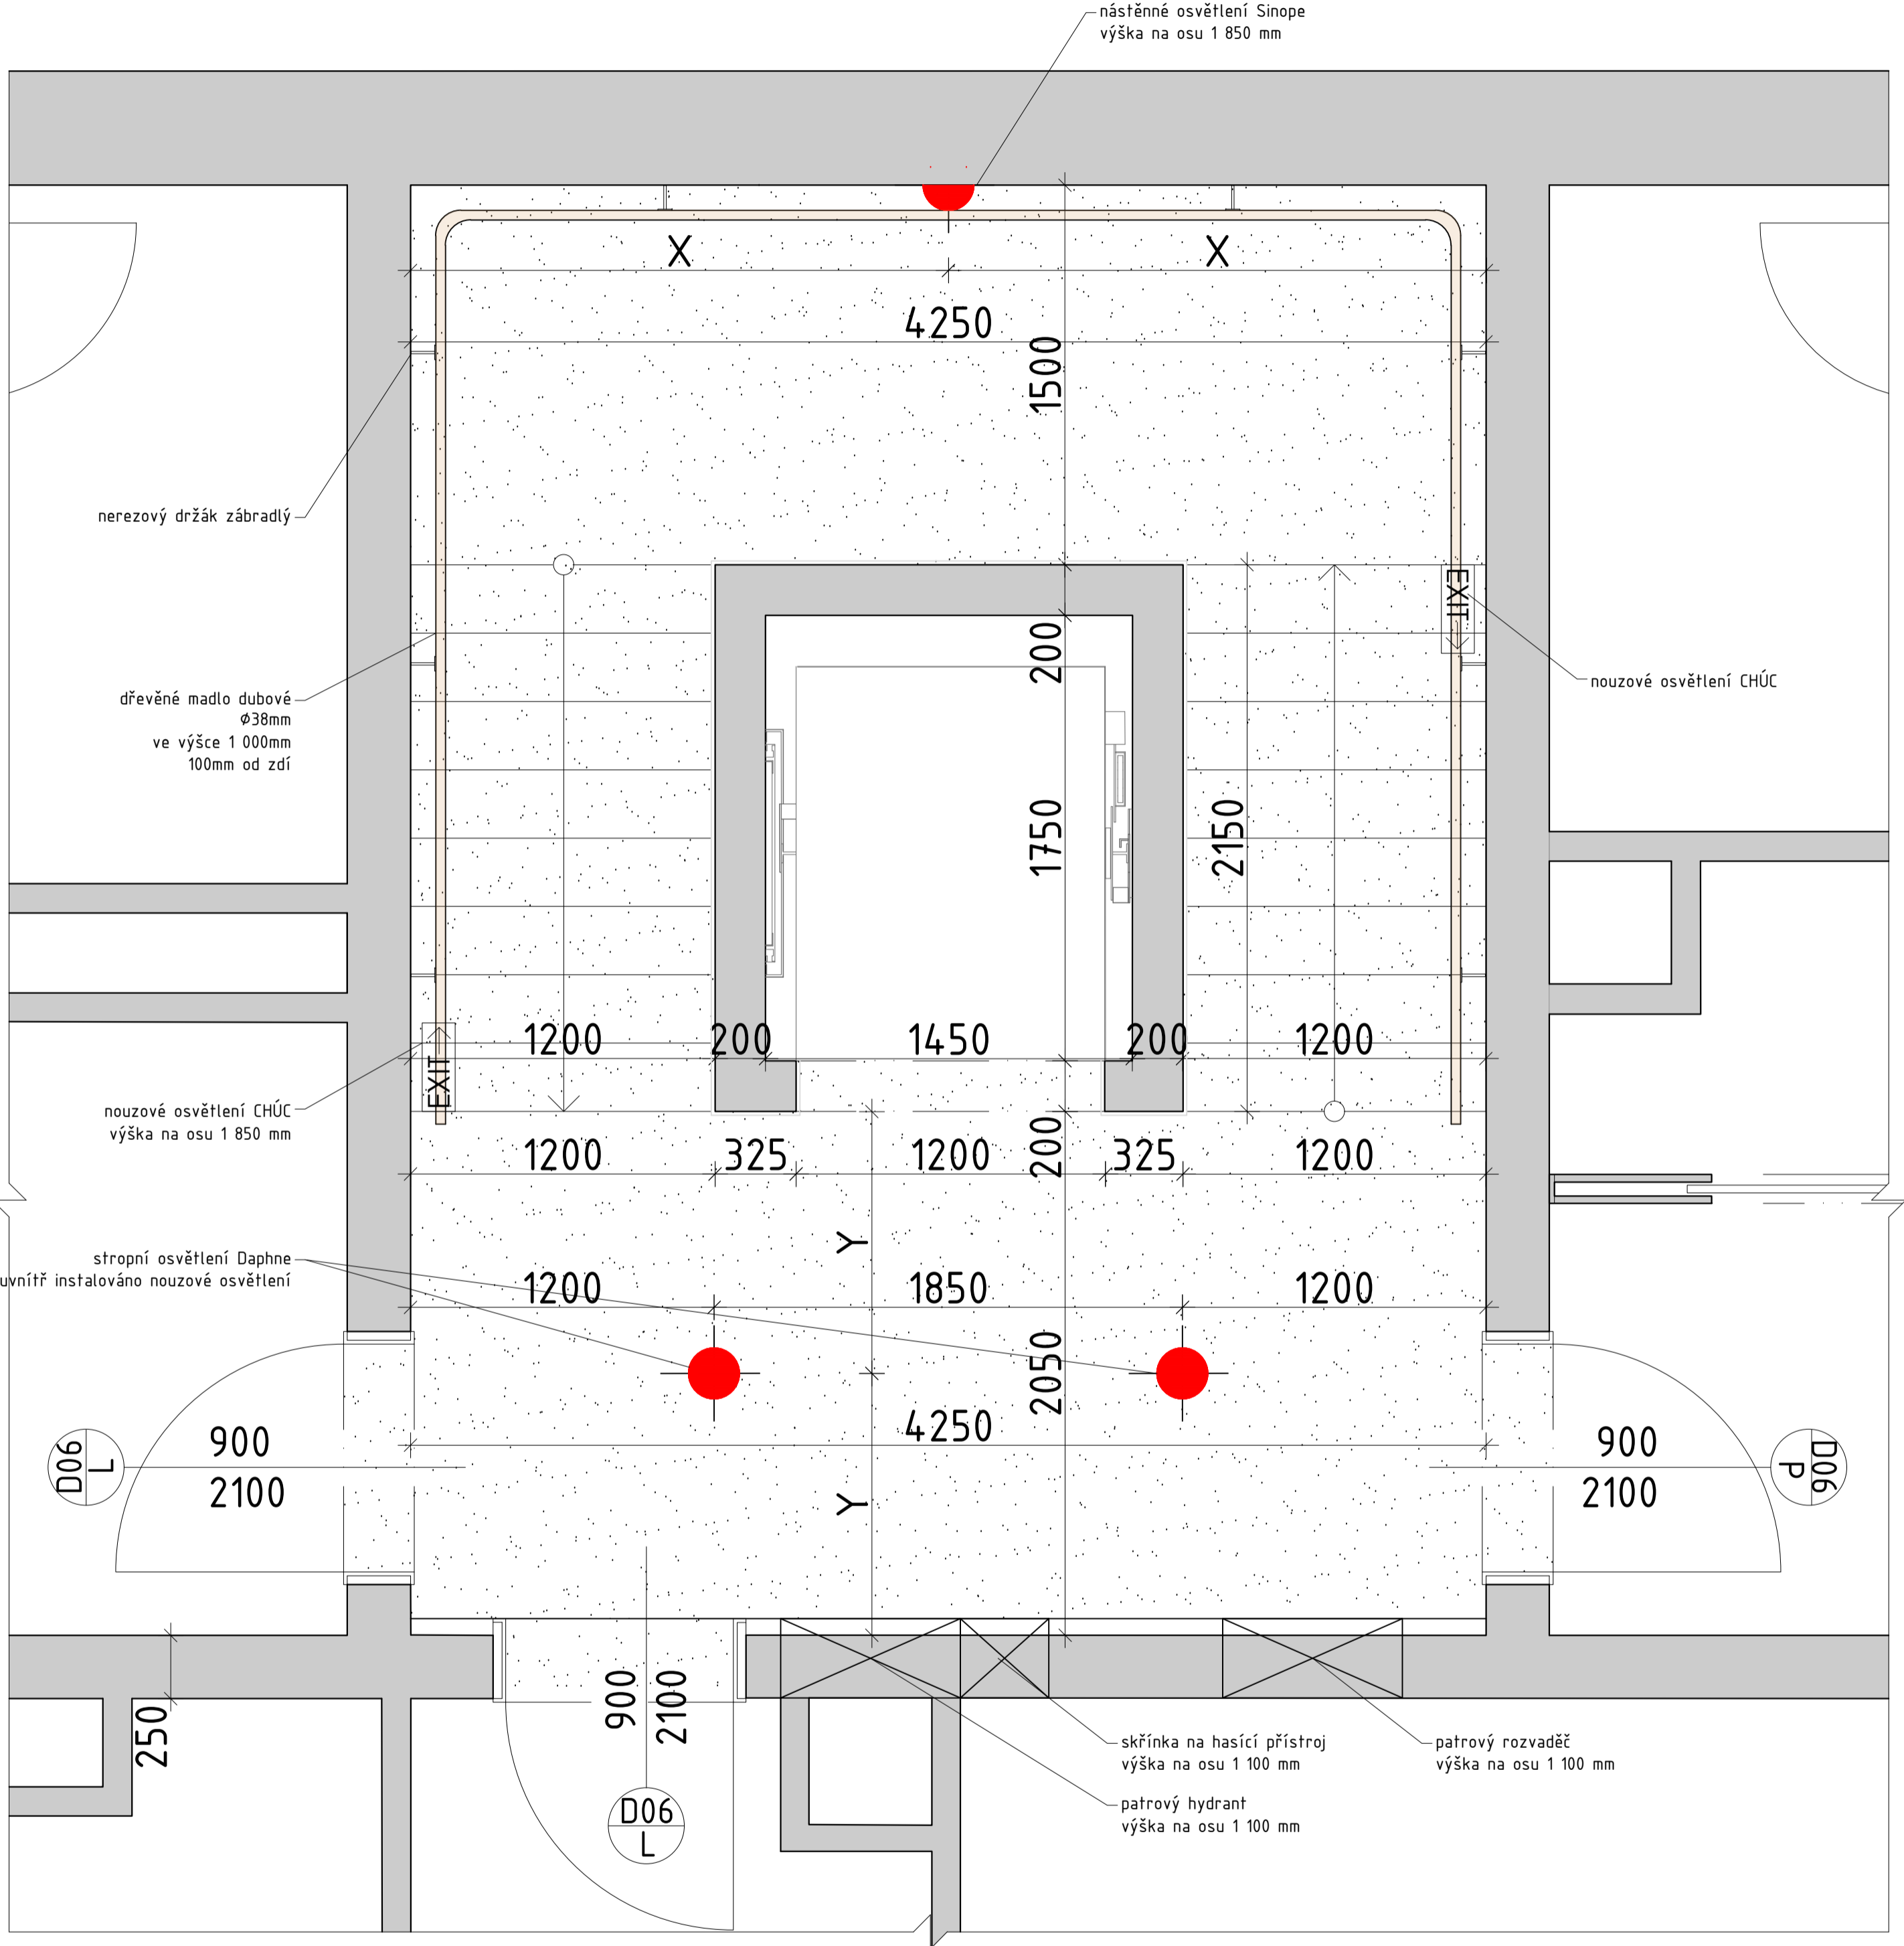 nástěnné osvětlení Sinope
výška na osu 1 850 mm
X
X
4250
1500
nerezový držák zábradlý
EXIT
200
nouzové osvětlení CHÚC
dřevěné madlo dubové
Ø38mm
ve výšce 1 000mm
100mm od zdí
1750
2150
1200
200
1450
200
1200
EXIT
nouzové osvětlení CHÚC
výška na osu 1 850 mm
1200
325
1200
200
325
1200
Y
stropní osvětlení Daphne
uvnítř instalováno nouzové osvětlení
1200
1850
1200
2050
4250
900
2100
D06
L
900
2100
D06
P
Y
900
2100
250
skřínka na hasící přístroj
výška na osu 1 100 mm
patrový rozvaděč
výška na osu 1 100 mm
patrový hydrant
výška na osu 1 100 mm
D06
L